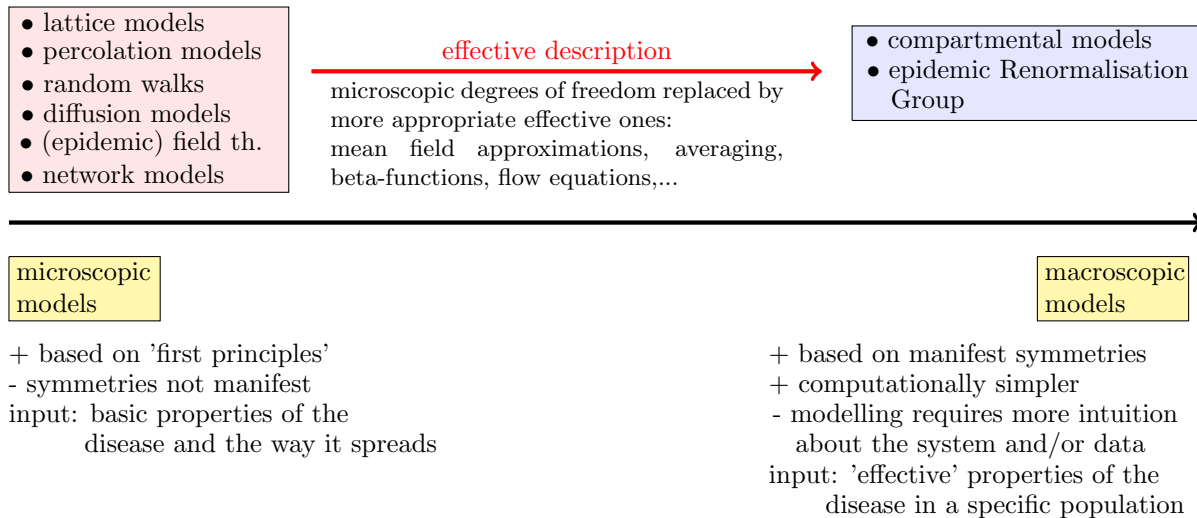 • lattice models
• percolation models
• random walks
• diffusion models
• (epidemic) field th.
• network models
effective description
microscopic degrees of freedom replaced by
more appropriate effective ones:
mean field approximations, averaging,
beta-functions, flow equations,...
• compartmental models
• epidemic Renormalisation
Group
microscopic
models
+ based on 'first principles'
- symmetries not manifest
input: basic properties of the
disease and the way it spreads
macroscopic
models
+ based on manifest symmetries
+ computationally simpler
- modelling requires more intuition
about the system and/or data
input: 'effective' properties of the
disease in a specific population